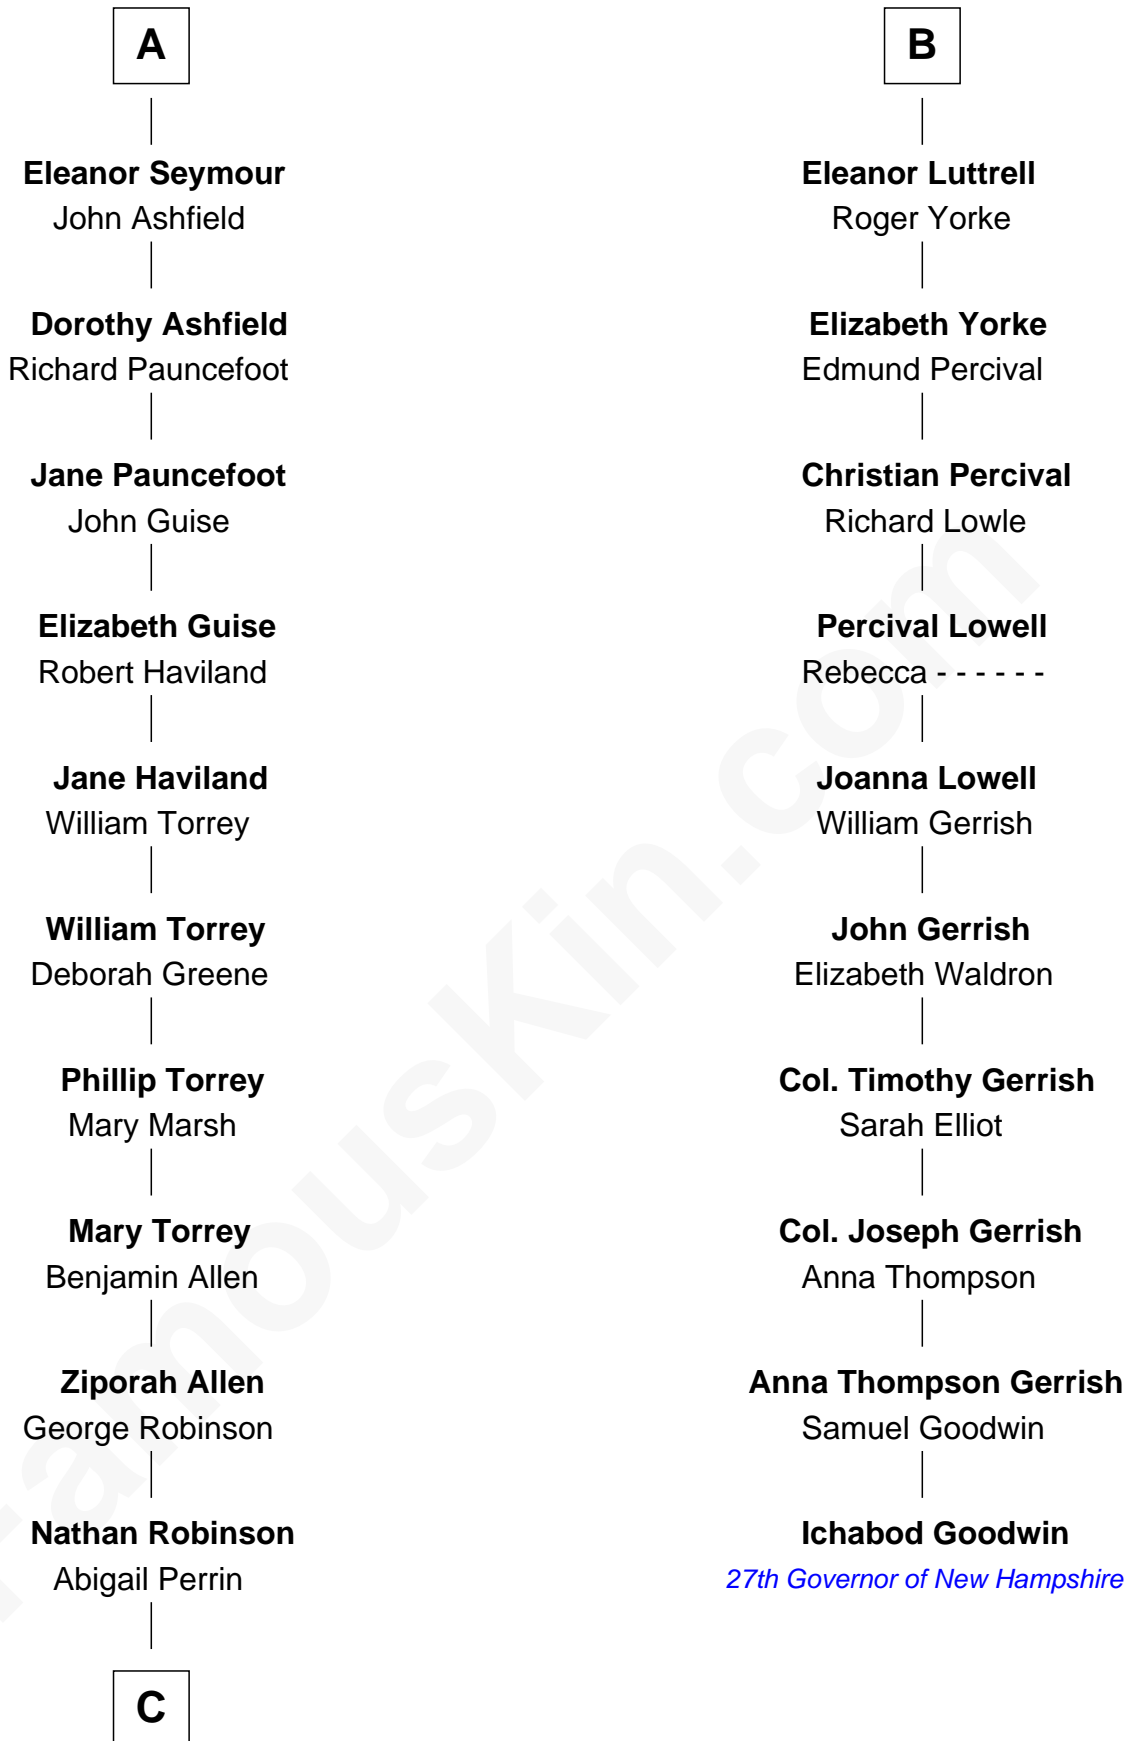 A
Eleanor Seymour
John Ashfield
Dorothy Ashfield
Richard Pauncefoot
Jane Pauncefoot
John Guise
Elizabeth Guise
Robert Haviland
Jane Haviland
William Torrey
William Torrey
Deborah Greene
Phillip Torrey
Mary Marsh
Mary Torrey
Benjamin Allen
Ziporah Allen
George Robinson
Nathan Robinson
Abigail Perrin
C
B
Eleanor Luttrell
Roger Yorke
Elizabeth Yorke
Edmund Percival
Christian Percival
Richard Lowle
Percival Lowell
Rebecca - - - - - -
Joanna Lowell
William Gerrish
John Gerrish
Elizabeth Waldron
Col. Timothy Gerrish
Sarah Elliot
Col. Joseph Gerrish
Anna Thompson
Anna Thompson Gerrish
Samuel Goodwin
Ichabod Goodwin
27th Governor of New Hampshire
FamousKin.com